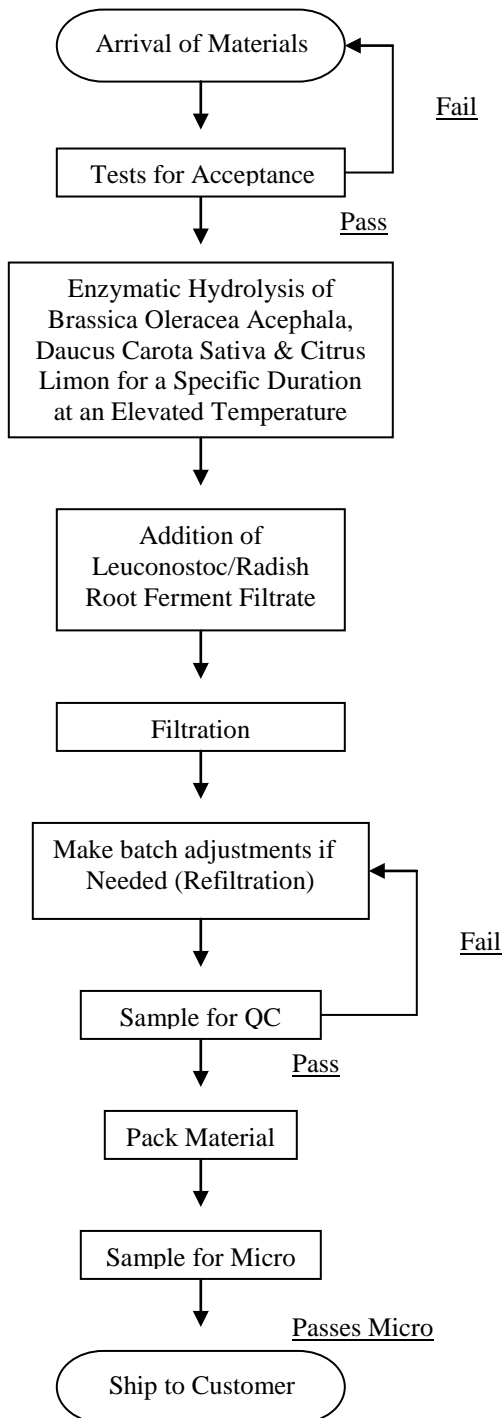 Arrival of Materials
Fail
Tests for Acceptance
Pass
Enzymatic Hydrolysis of
Brassica Oleracea Acephala,
Daucus Carota Sativa & Citrus
Limon for a Specific Duration
at an Elevated Temperature
Addition of
Leuconostoc/Radish
Root Ferment Filtrate
Filtration
Make batch adjustments if
Needed (Refiltration)
Fail
Sample for QC
Pass
Pack Material
Sample for Micro
Passes Micro
Ship to Customer